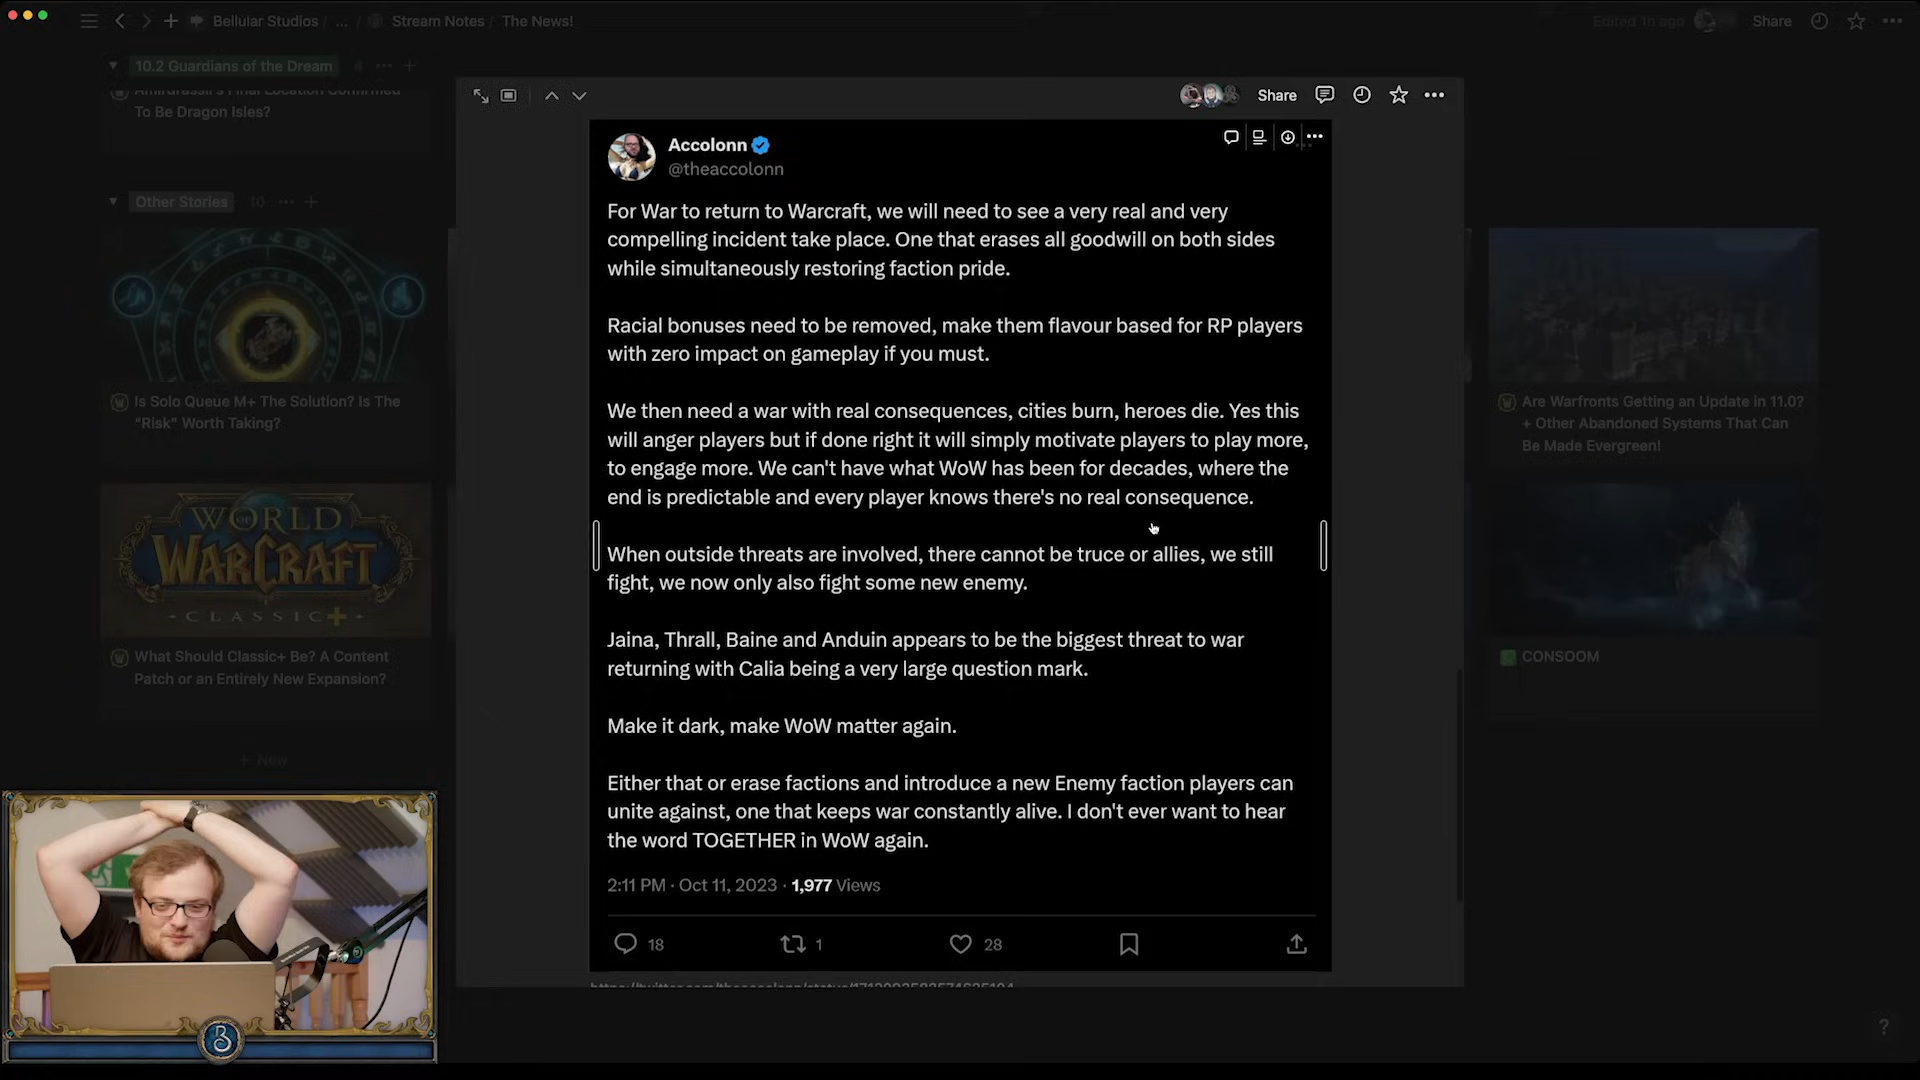 Bellular Studios / ... / Stream Notes / The News!
Edited 1h ago
Share
10.2 Guardians of the Dream 4
Amirdrassil's Final Location Confirmed
To Be Dragon Isles?
Other Stories 10
Is Solo Queue M+ The Solution? Is The
"Risk" Worth Taking?
WORLD OF
WARCRAFT
CLASSIC+
What Should Classic+ Be? A Content
Patch or an Entirely New Expansion?
+ New
Share
Accolonn
@theaccolonn
For War to return to Warcraft, we will need to see a very real and very
compelling incident take place. One that erases all goodwill on both sides
while simultaneously restoring faction pride.
Racial bonuses need to be removed, make them flavour based for RP players
with zero impact on gameplay if you must.
We then need a war with real consequences, cities burn, heroes die. Yes this
will anger players but if done right it will simply motivate players to play more,
to engage more. We can't have what WoW has been for decades, where the
end is predictable and every player knows there's no real consequence.
When outside threats are involved, there cannot be truce or allies, we still
fight, we now only also fight some new enemy.
Jaina, Thrall, Baine and Anduin appears to be the biggest threat to war
returning with Calia being a very large question mark.
Make it dark, make WoW matter again.
Either that or erase factions and introduce a new Enemy faction players can
unite against, one that keeps war constantly alive. I don't ever want to hear
the word TOGETHER in WoW again.
2:11 PM · Oct 11, 2023 · 1,977 Views
18 1 28
Are Warfronts Getting an Update in 11.0?
+ Other Abandoned Systems That Can
Be Made Evergreen!
CONSOOM
?
B